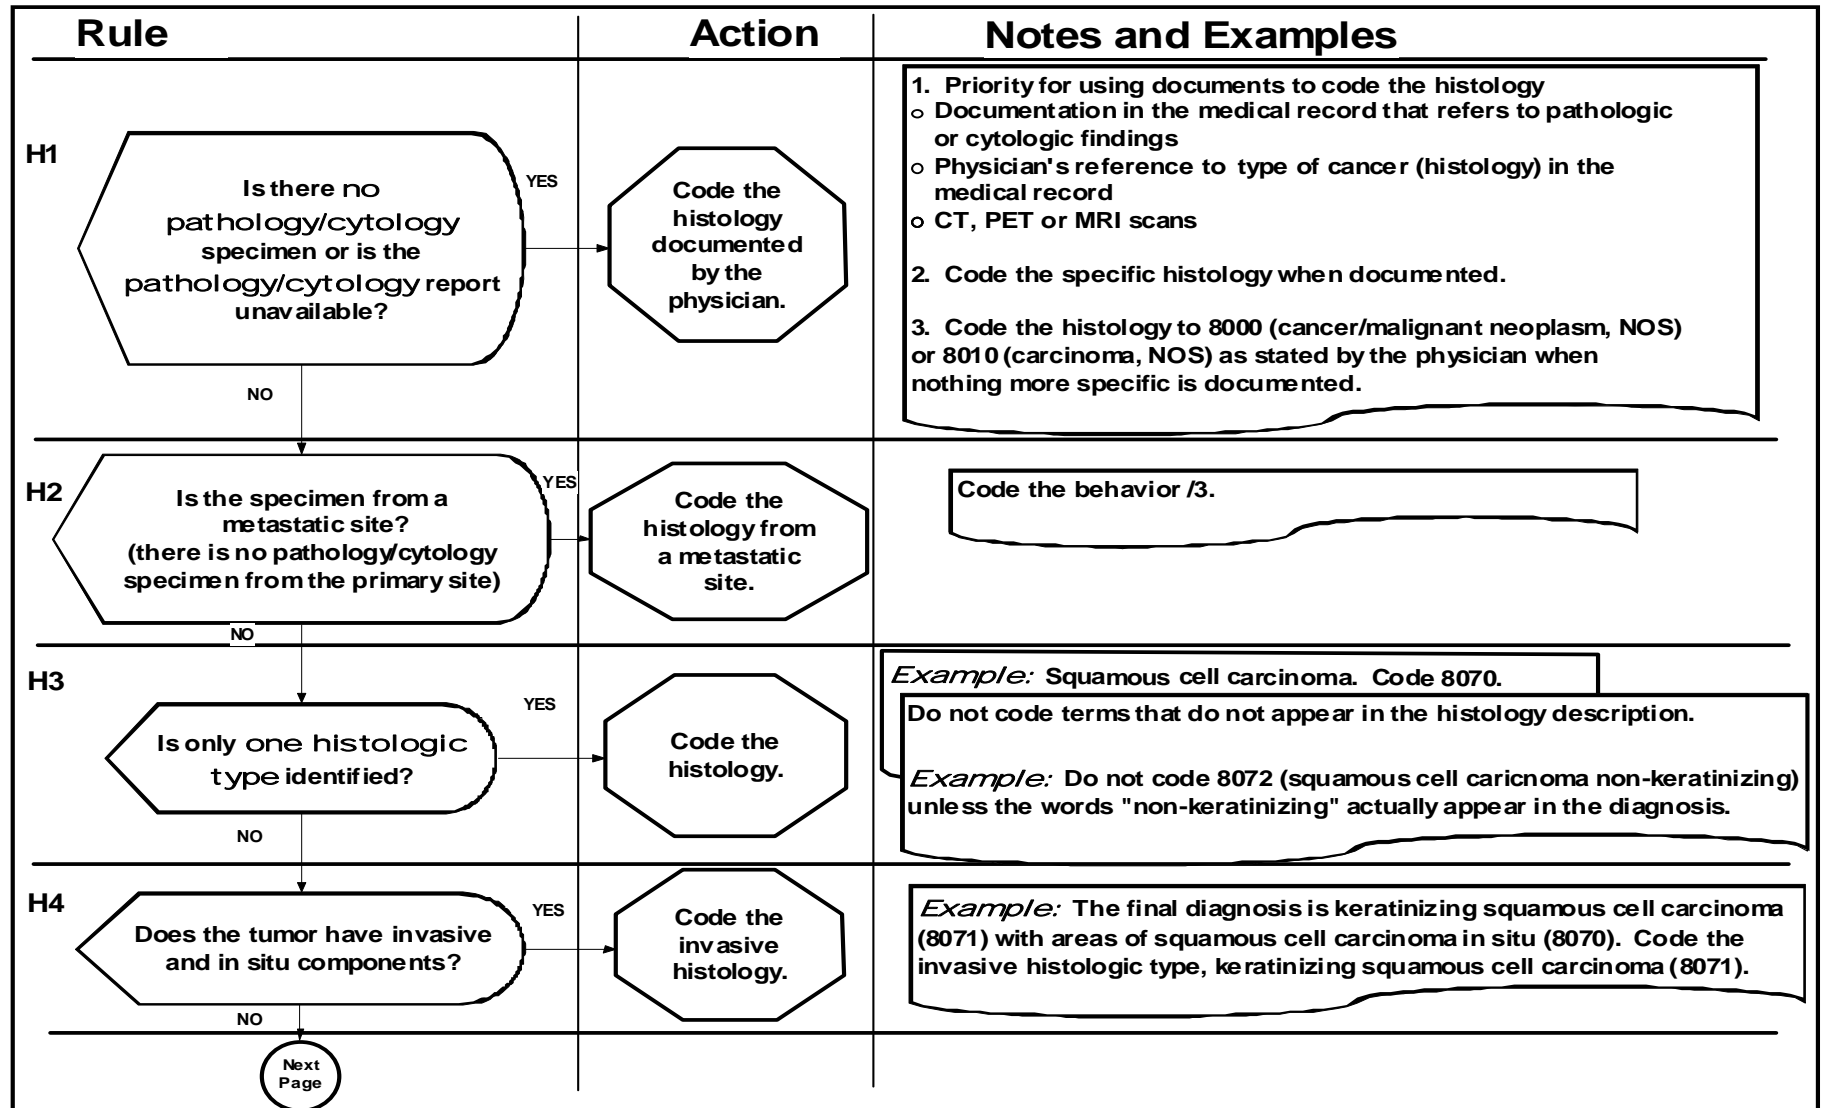 Rule
Action
Notes and Examples
H1
Is there no
pathology/cytology
specimen or is the
pathology/cytology report
unavailable?
YES
NO
Code the
histology
documented
by the
physician.
1. Priority for using documents to code the histology
o Documentation in the medical record that refers to pathologic
or cytologic findings
o Physician's reference to type of cancer (histology) in the
medical record
o CT, PET or MRI scans
2. Code the specific histology when documented.
3. Code the histology to 8000 (cancer/malignant neoplasm, NOS)
or 8010 (carcinoma, NOS) as stated by the physician when
nothing more specific is documented.
H2
Is the specimen from a
metastatic site?
(there is no pathology/cytology
specimen from the primary site)
YES
NO
Code the
histology from
a metastatic
site.
Code the behavior /3.
H3
Is only one histologic
type identified?
YES
NO
Code the
histology.
Example: Squamous cell carcinoma. Code 8070.
Do not code terms that do not appear in the histology description.
Example: Do not code 8072 (squamous cell caricnoma non-keratinizing)
unless the words "non-keratinizing" actually appear in the diagnosis.
H4
Does the tumor have invasive
and in situ components?
YES
NO
Code the
invasive
histology.
Example: The final diagnosis is keratinizing squamous cell carcinoma
(8071) with areas of squamous cell carcinoma in situ (8070). Code the
invasive histologic type, keratinizing squamous cell carcinoma (8071).
Next
Page